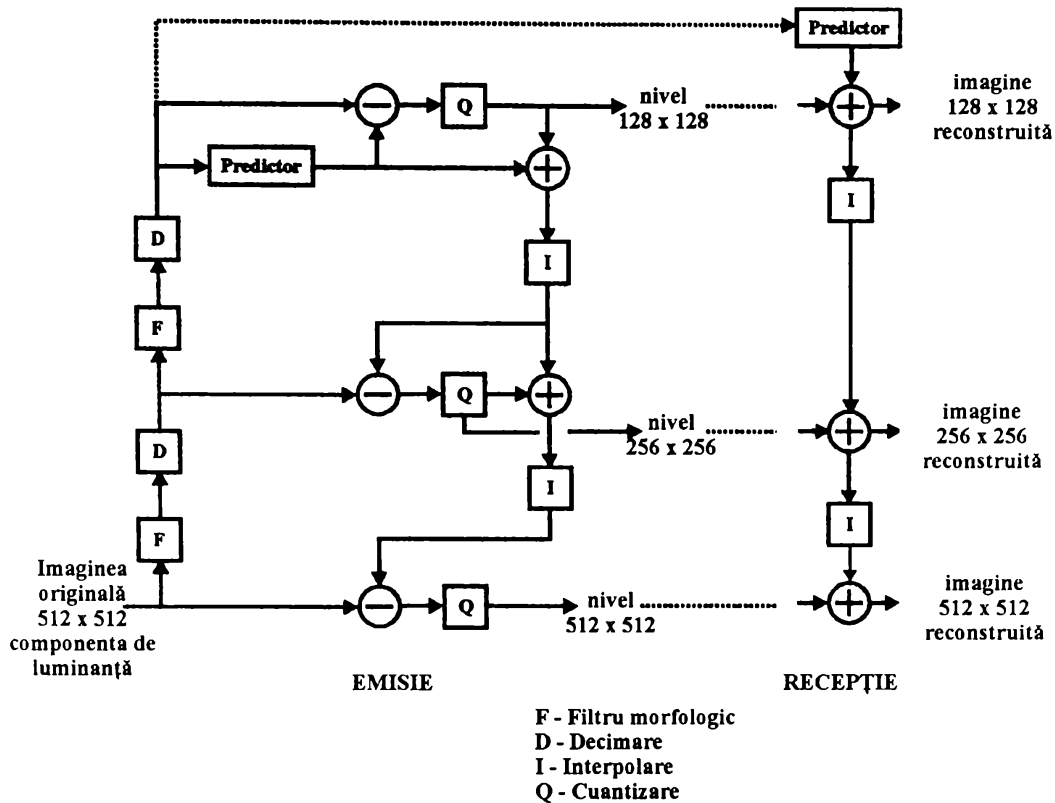 Predictor
Q
nivel
128 x 128
imagine
128 x 128
reconstruită
Predictor
I
D
I
F
Q
nivel
256 x 256
imagine
256 x 256
reconstruită
D
I
I
F
Imaginea
originală
512 x 512
componenta de
luminanță
Q
nivel
512 x 512
imagine
512 x 512
reconstruită
EMISIE
RECEPȚIE
F - Filtru morfologic
D - Decimare
I - Interpolare
Q - Cuantizare